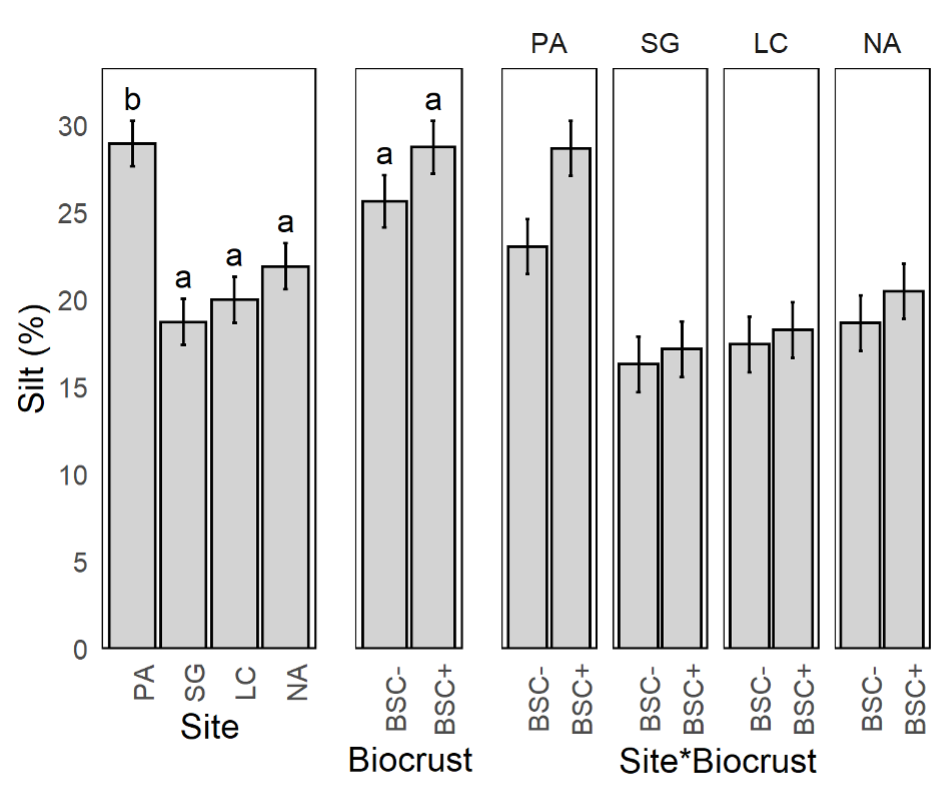 PA SG LC NA
b
a
a
a
a
a
a
30
25
20
15
10
5
0
Silt (%)
PA SG LC NA
BSC- BSC+
BSC- BSC+
BSC- BSC+
BSC- BSC+
BSC- BSC+
Site
Biocrust
Site*Biocrust